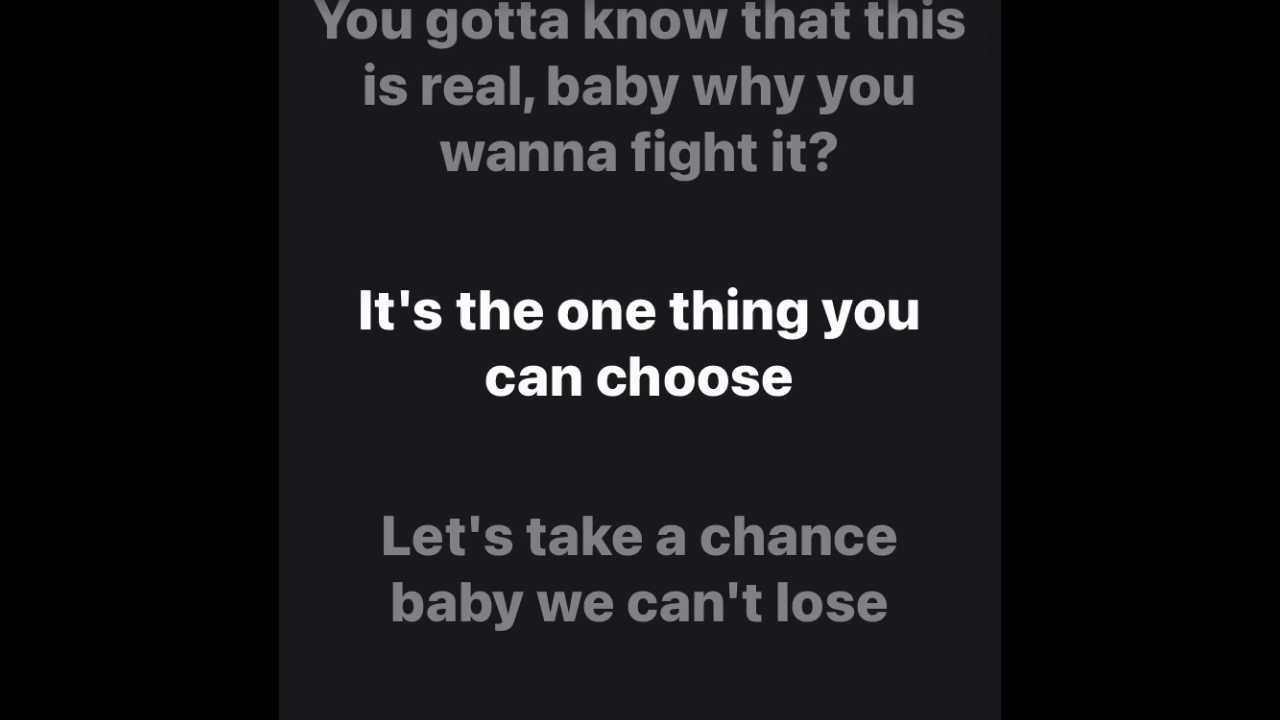 You gotta know that this
is real, baby why you
wanna fight it?
It's the one thing you
can choose
Let's take a chance
baby we can't lose